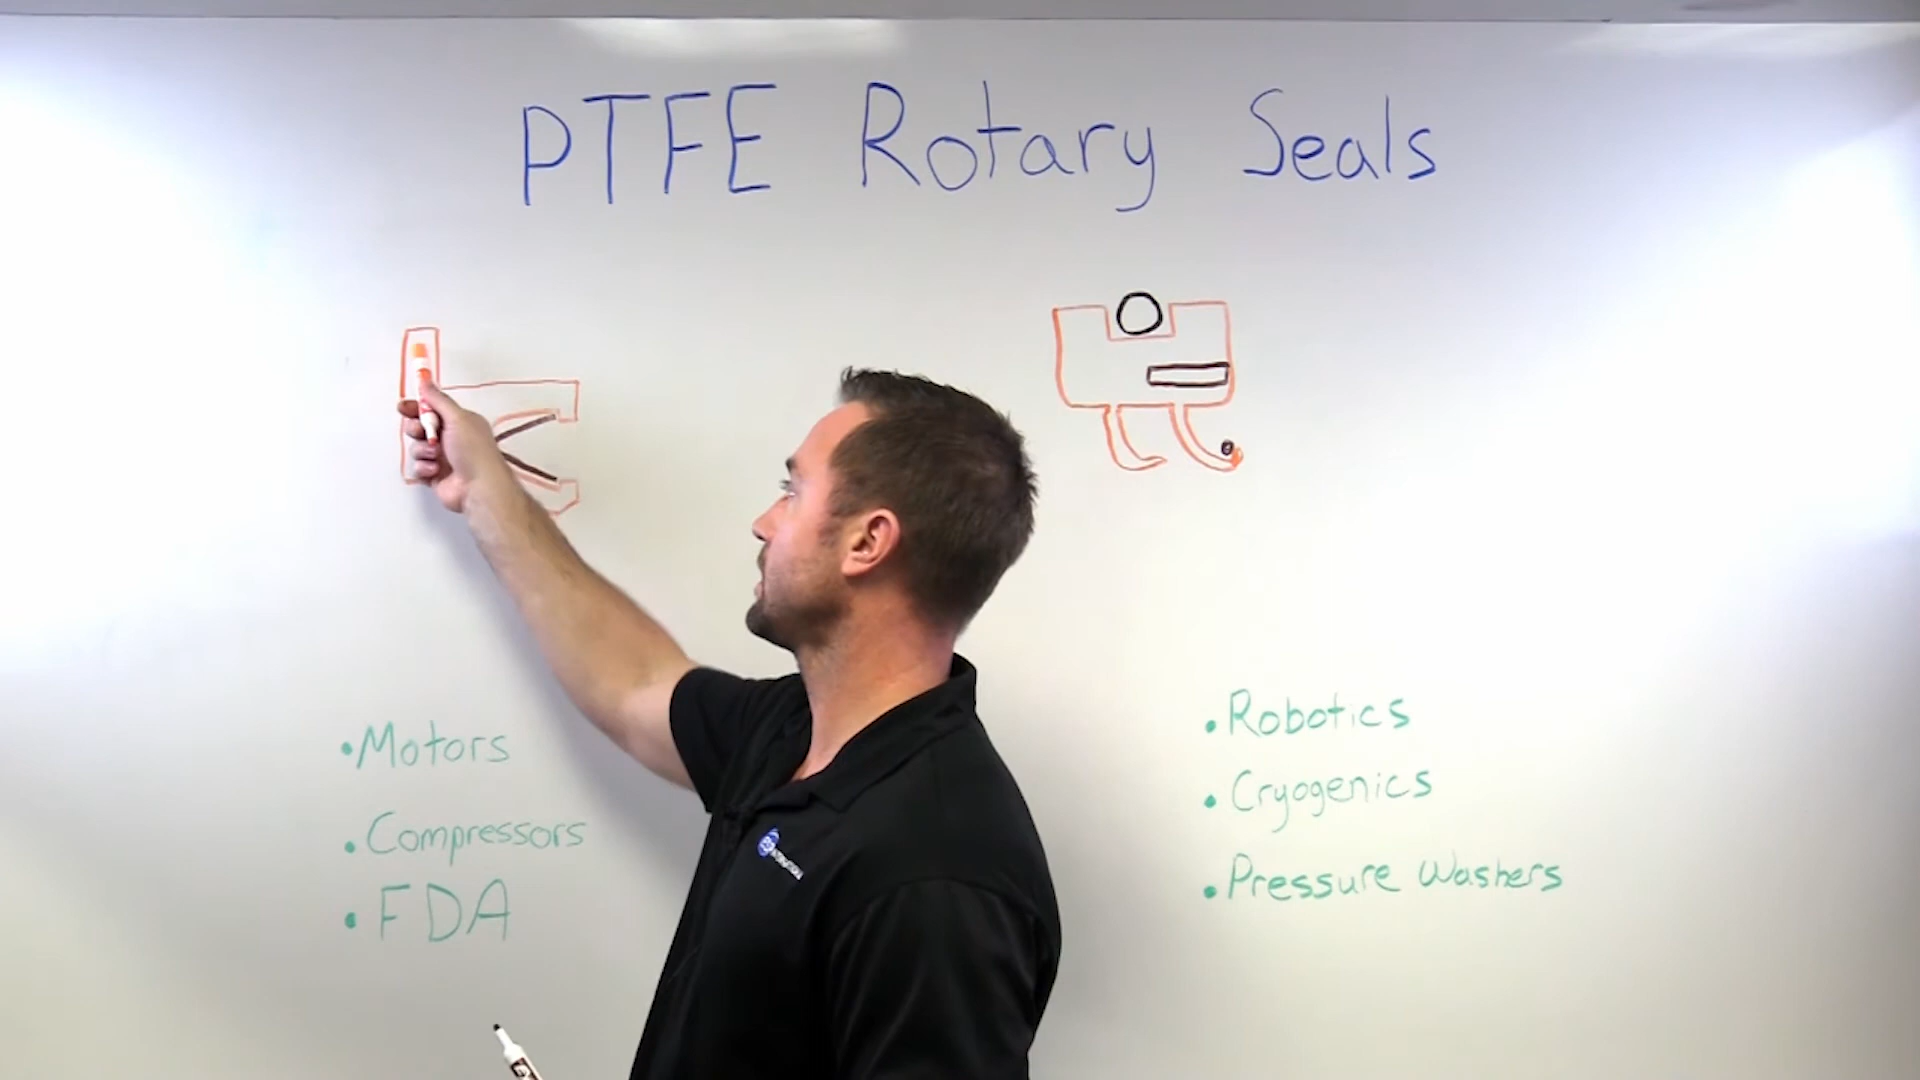 PTFE Rotary Seals
• Motors
• Compressors
• FDA
• Robotics
• Cryogenics
• Pressure Washers